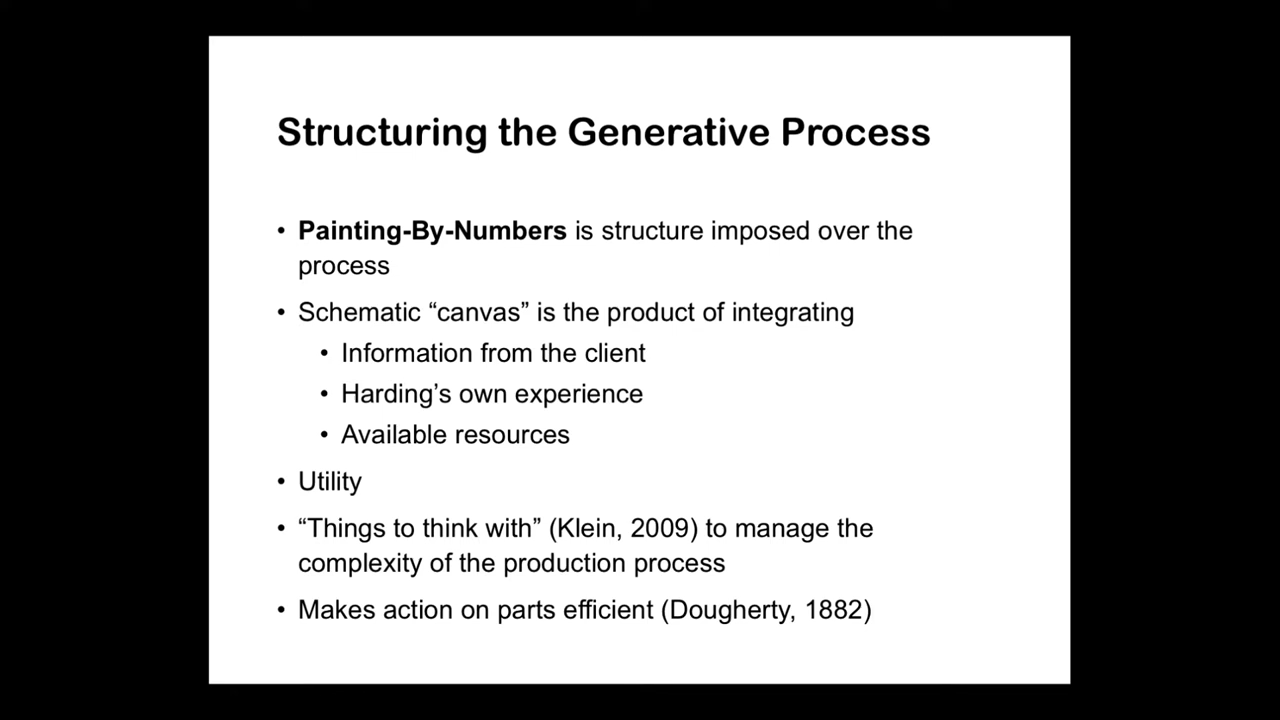 Structuring the Generative Process
• Painting-By-Numbers is structure imposed over the
process
• Schematic “canvas” is the product of integrating
• Information from the client
• Harding’s own experience
• Available resources
• Utility
• “Things to think with” (Klein, 2009) to manage the
complexity of the production process
• Makes action on parts efficient (Dougherty, 1882)